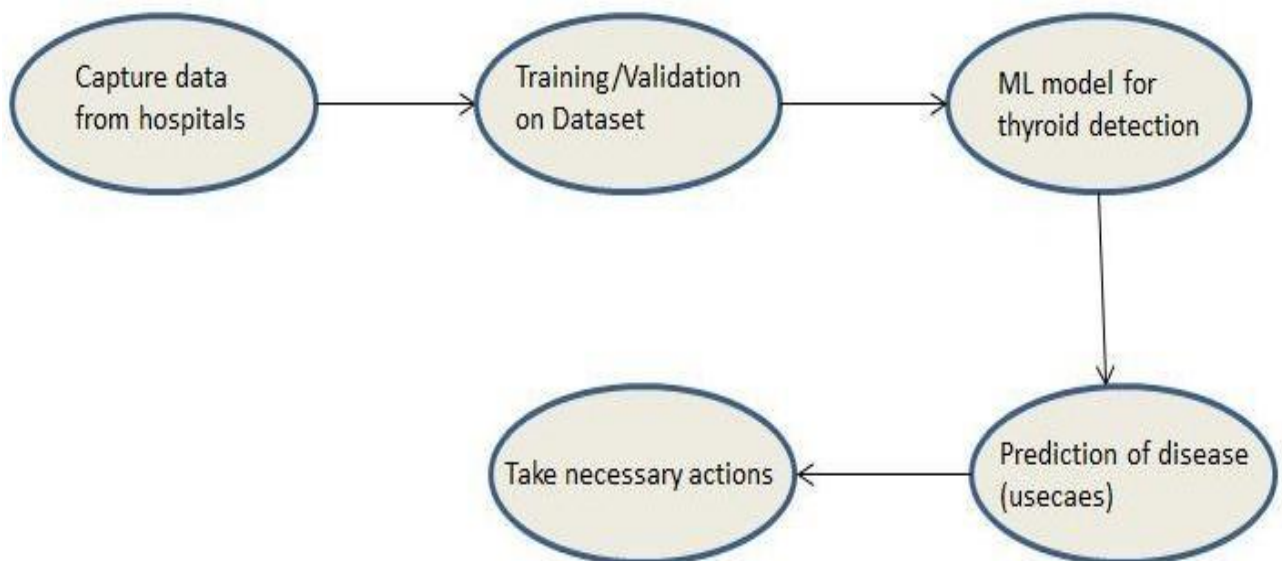 Capture data
from hospitals
Training/Validation
on Dataset
ML model for
thyroid detection
Prediction of disease
(usecaes)
Take necessary actions